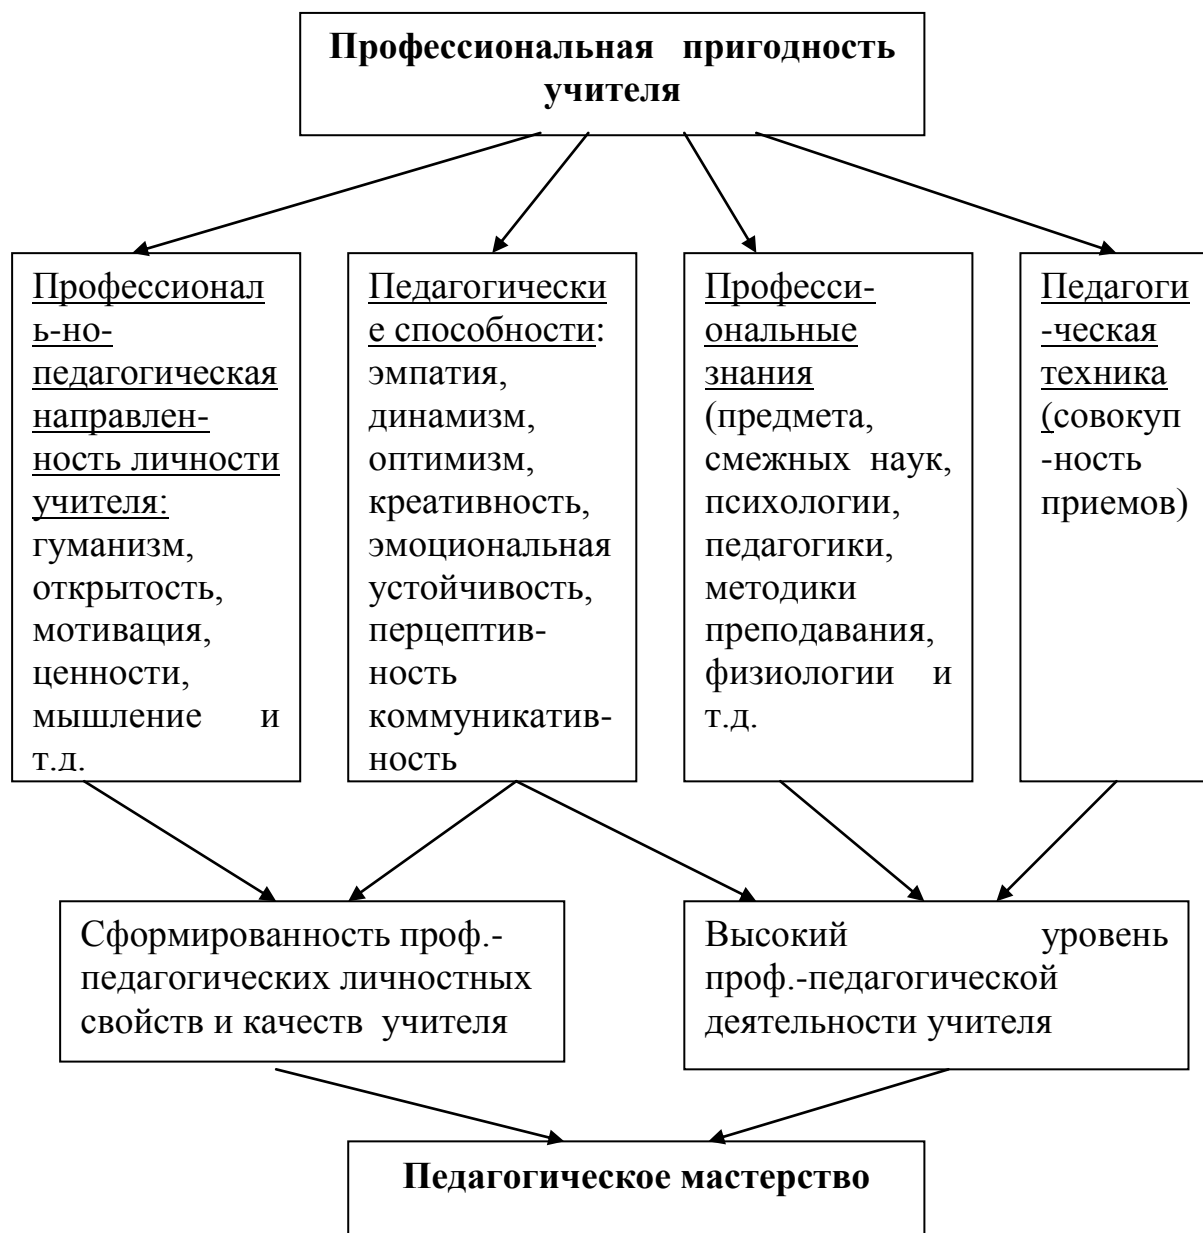 Профессиональная пригодность
учителя
Профессионал
ь-но-
педагогическая
направлен-
ность личности
учителя:
гуманизм,
открытость,
мотивация,
ценности,
мышление и
т.д.
Педагогически
е способности:
эмпатия,
динамизм,
оптимизм,
креативность,
эмоциональная
устойчивость,
перцептив-
ность
коммуникатив-
ность
Професси-
ональные
знания
(предмета,
смежных наук,
психологии,
педагогики,
методики
преподавания,
физиологии и
т.д.
Педагоги
-ческая
техника
(совокуп
-ность
приемов)
Сформированность проф.-
педагогических личностных
свойств и качеств учителя
Высокий уровень
проф.-педагогической
деятельности учителя
Педагогическое мастерство